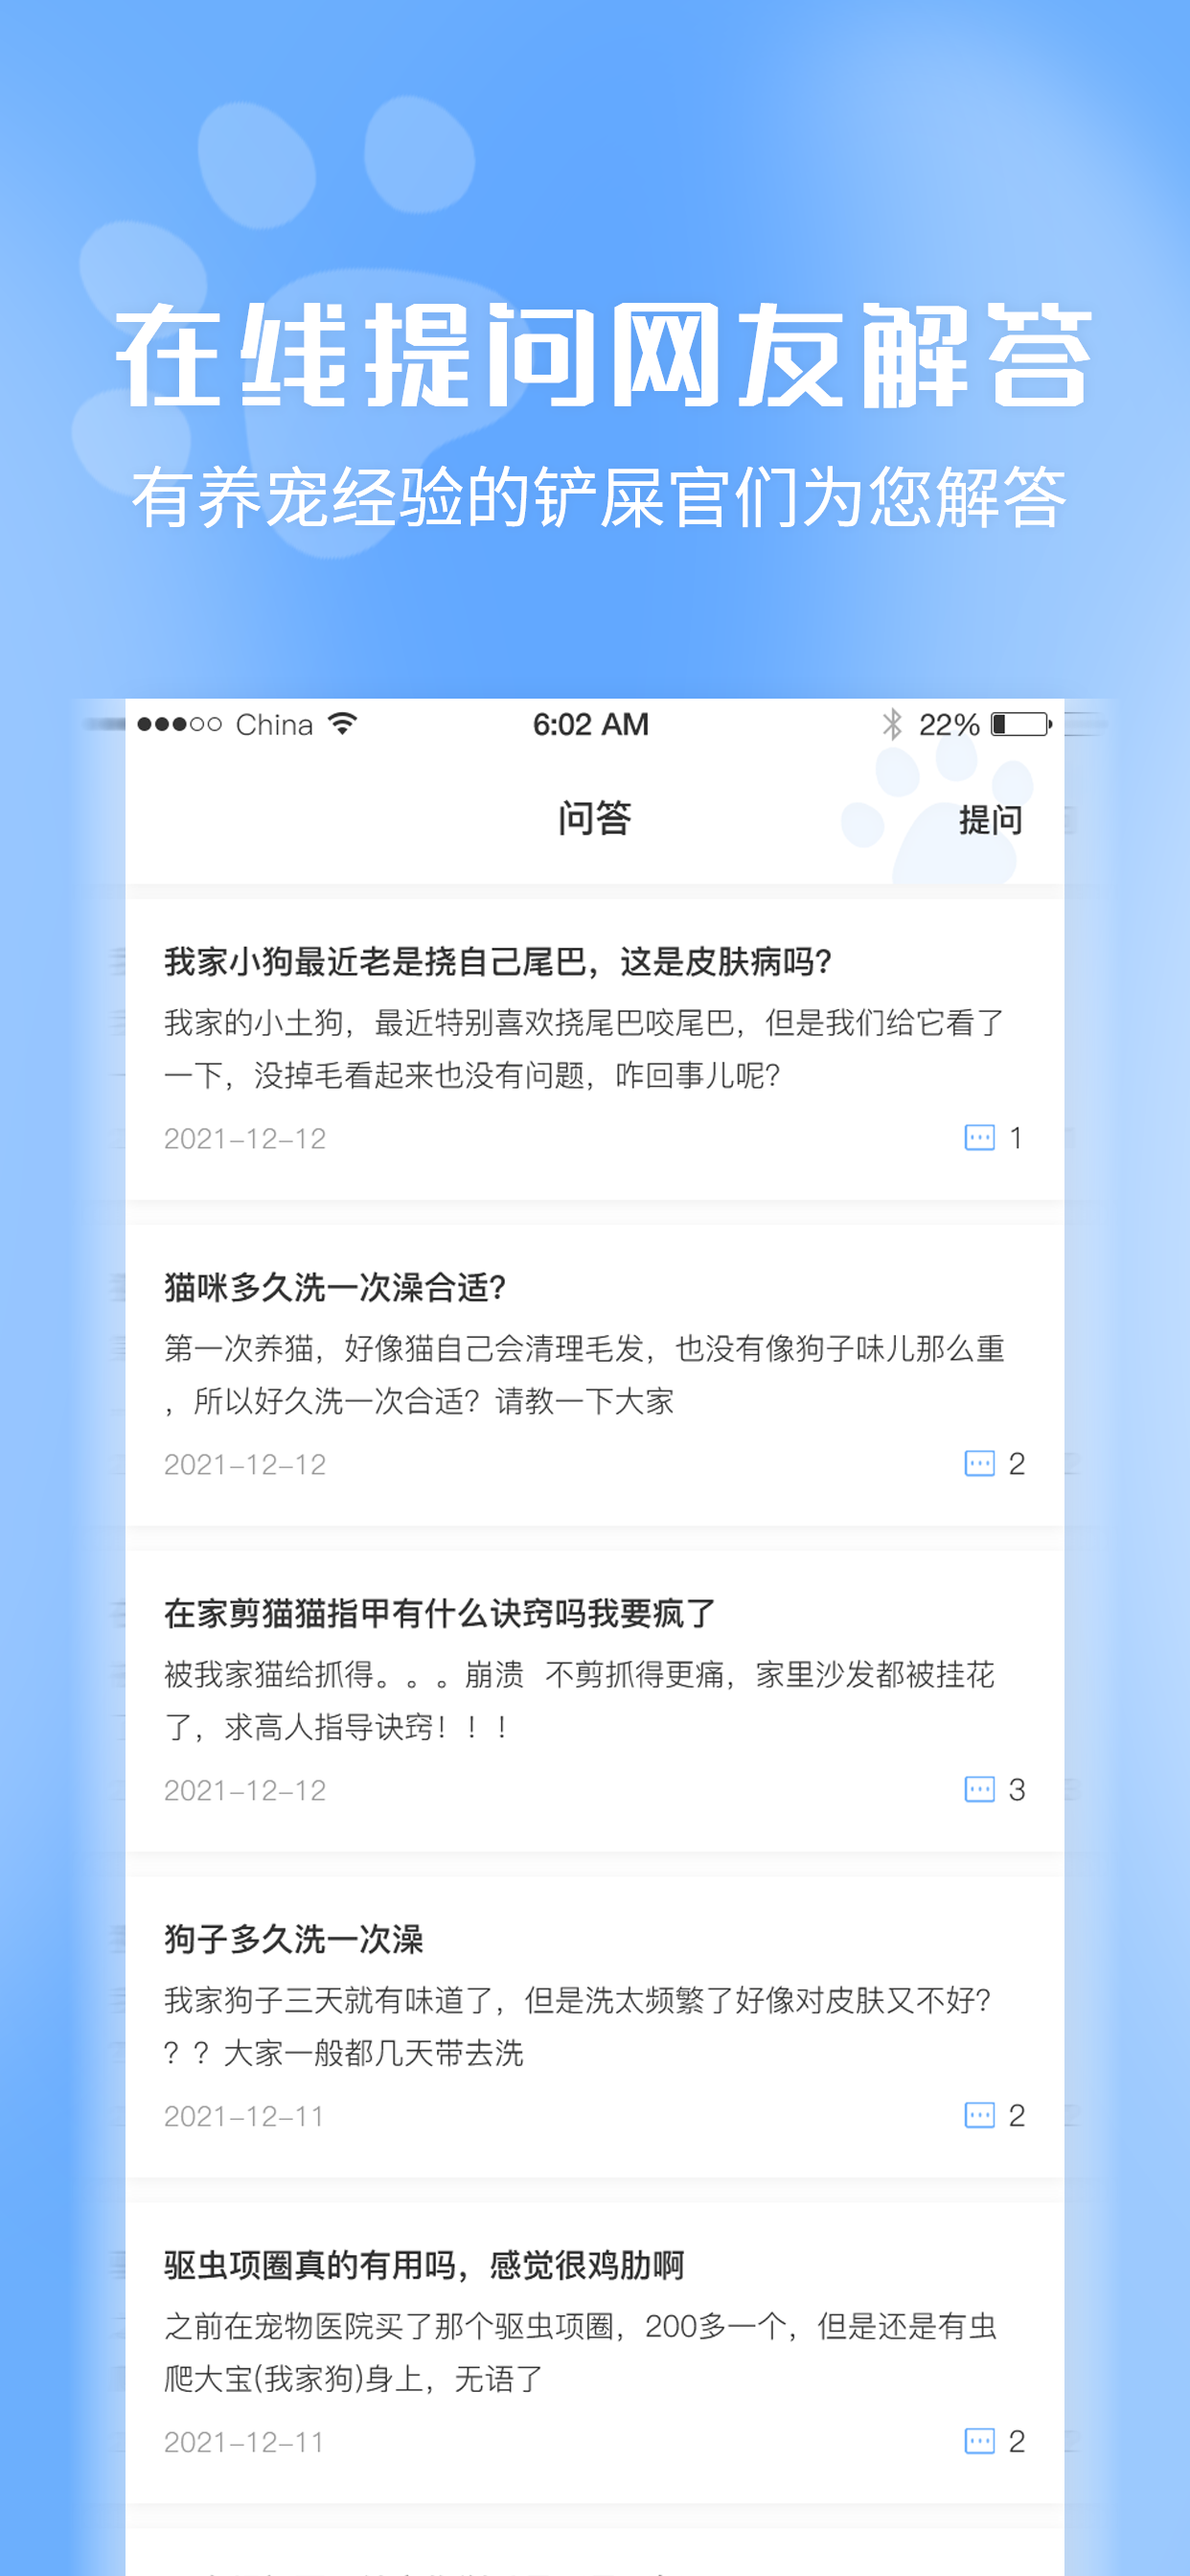 在线提问网友解答
有养宠经验的铲屎官们为您解答
China 6:02 AM 22%
问答 提问
我家小狗最近老是挠自己尾巴，这是皮肤病吗？
我家的小土狗，最近特别喜欢挠尾巴咬尾巴，但是我们给它看了
一下，没掉毛看起来也没有问题，咋回事儿呢？
2021-12-12 1
猫咪多久洗一次澡合适？
第一次养猫，好像猫自己会清理毛发，也没有像狗子味儿那么重
，所以好久洗一次合适？请教一下大家
2021-12-12 2
在家剪猫猫指甲有什么诀窍吗我要疯了
被我家猫给抓得。。。崩溃 不剪抓得更痛，家里沙发都被挂花
了，求高人指导诀窍！！！
2021-12-12 3
狗子多久洗一次澡
我家狗子三天就有味道了，但是洗太频繁了好像对皮肤又不好？
？？大家一般都几天带去洗
2021-12-11 2
驱虫项圈真的有用吗，感觉很鸡肋啊
之前在宠物医院买了那个驱虫项圈，200多一个，但是还是有虫
爬大宝(我家狗)身上，无语了
2021-12-11 2